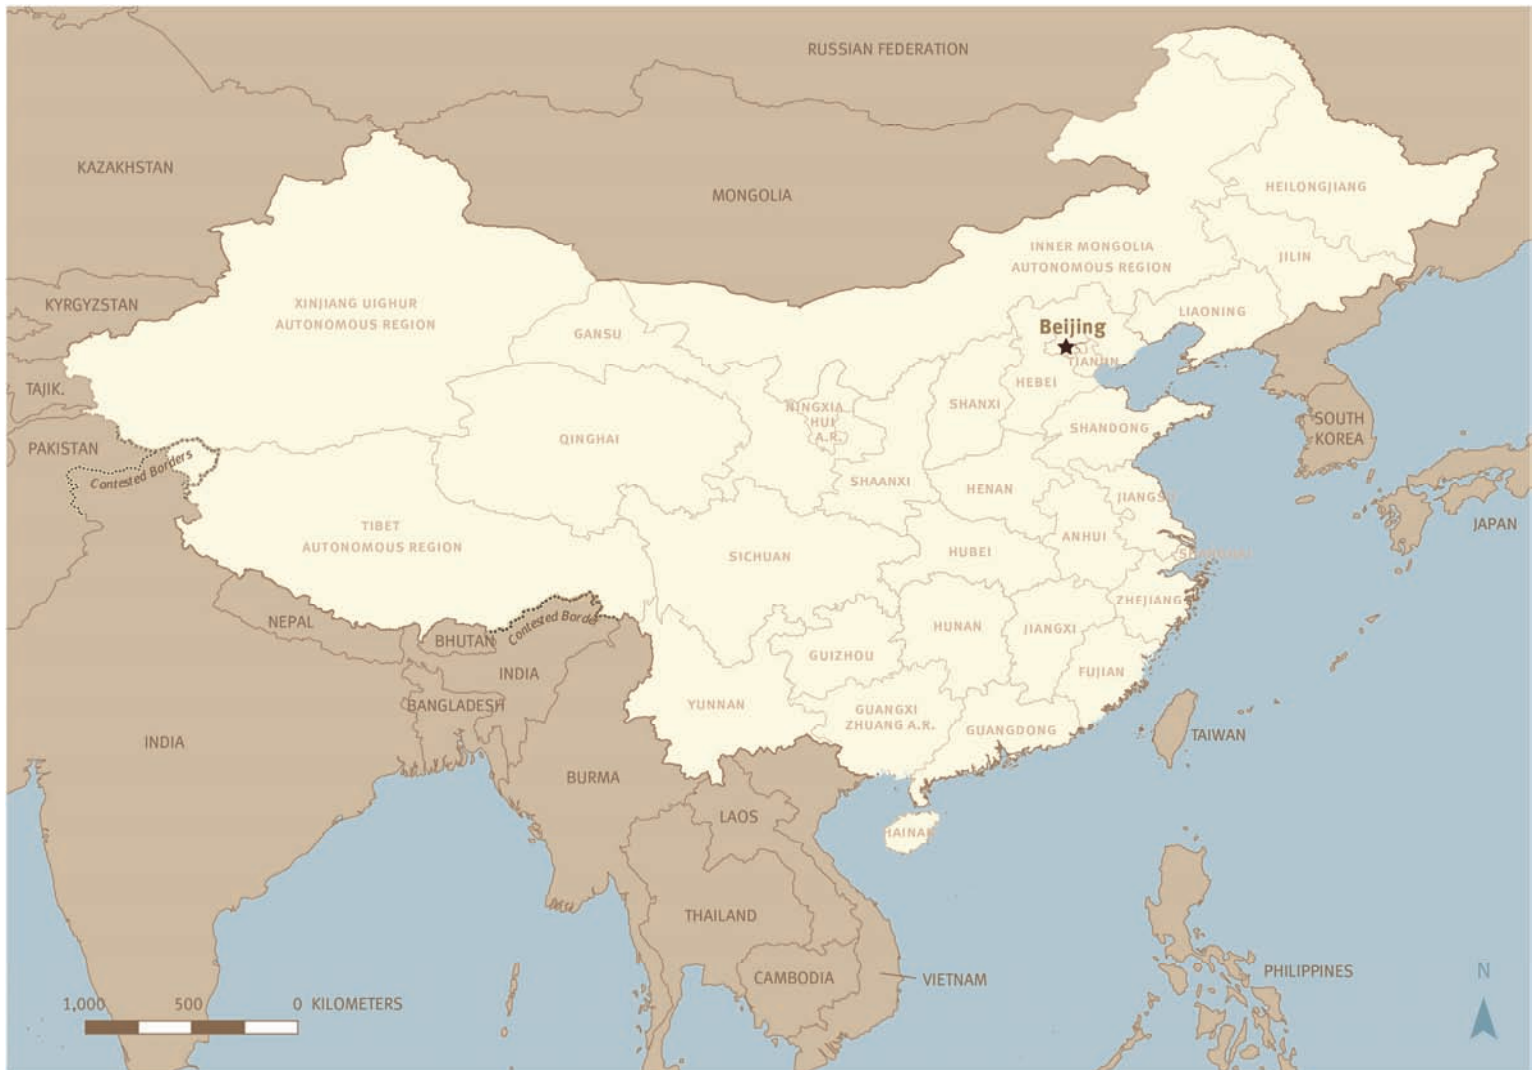 RUSSIAN FEDERATION
KAZAKHSTAN
MONGOLIA
HEILONGJIANG
INNER MONGOLIA
AUTONOMOUS REGION
JILIN
KYRGYZSTAN
XINJIANG UIGHUR
AUTONOMOUS REGION
GANSU
LIAONING
Beijing
TIANJIN
HEBEI
TAJIK.
SHANXI
NINGXIA
HUI
A.R.
SHANDONG
SOUTH
KOREA
PAKISTAN
Contested Borders
QINGHAI
SHAANXI
HENAN
JIANGSU
JAPAN
TIBET
AUTONOMOUS REGION
SICHUAN
HUBEI
ANHUI
SHANGHAI
ZHEJIANG
NEPAL
BHUTAN
Contested Border
HUNAN
JIANGXI
GUIZHOU
FUJIAN
INDIA
BANGLADESH
YUNNAN
GUANGXI
ZHUANG A.R.
GUANGDONG
TAIWAN
INDIA
BURMA
LAOS
HAINAN
THAILAND
CAMBODIA
VIETNAM
PHILIPPINES
N
1,000 500 0 KILOMETERS